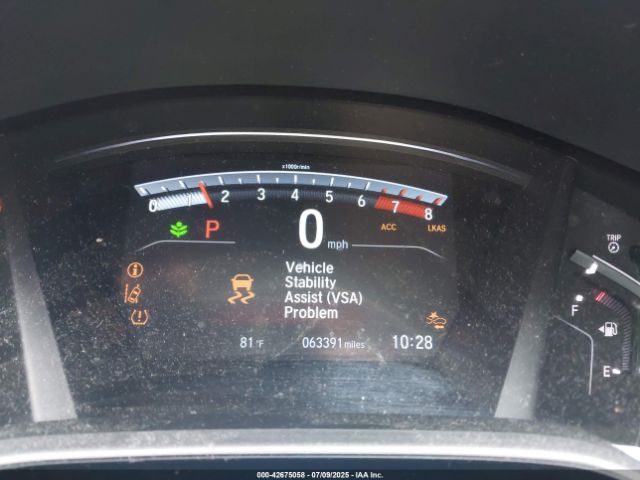 x1000r/min
0 1 2 3 4 5 6 7 8
P
ACC LKAS
0 mph
TRIP
Vehicle
Stability
Assist (VSA)
Problem
F
E
81°F 063391 miles 10:28
000-42675058 - 07/09/2025 - IAA Inc.